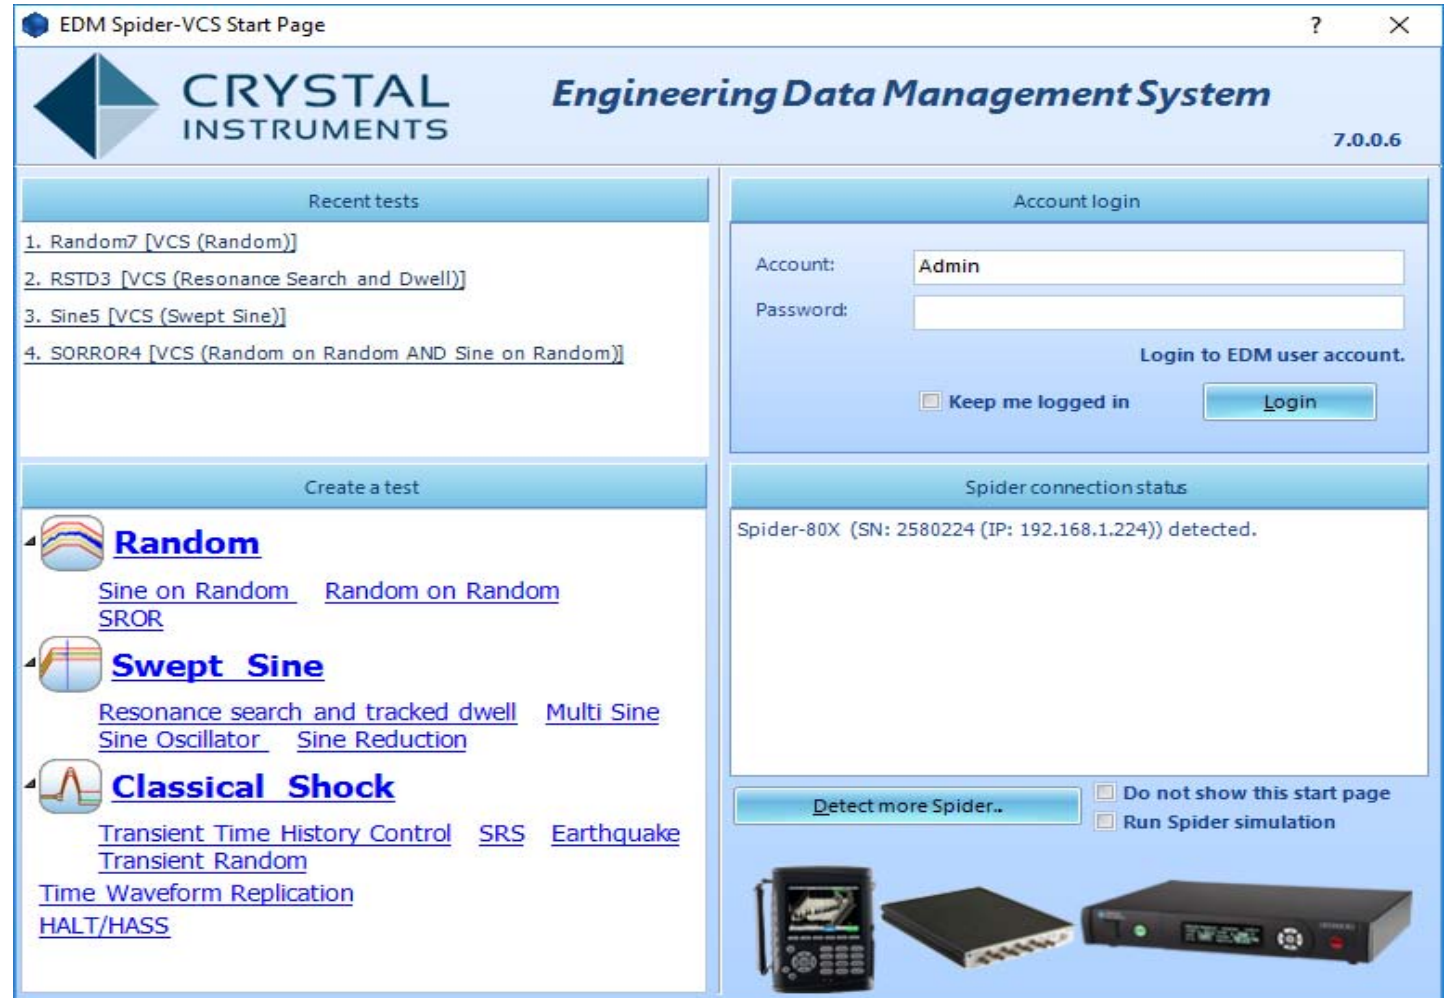 EDM Spider-VCS Start Page
?
CRYSTAL
INSTRUMENTS
Engineering Data Management System
7.0.0.6
Recent tests
1. Random7 [VCS (Random)]
2. RSTD3 [VCS (Resonance Search and Dwell)]
3. Sine5 [VCS (Swept Sine)]
4. SORROR4 [VCS (Random on Random AND Sine on Random)]
Account login
Account: Admin
Password:
Login to EDM user account.
Keep me logged in Login
Create a test
Random
Sine on Random Random on Random
SROR
Swept Sine
Resonance search and tracked dwell Multi Sine
Sine Oscillator Sine Reduction
Classical Shock
Transient Time History Control SRS Earthquake
Transient Random
Time Waveform Replication
HALT/HASS
Spider connection status
Spider-80X (SN: 2580224 (IP: 192.168.1.224)) detected.
Detect more Spider..
Do not show this start page
Run Spider simulation